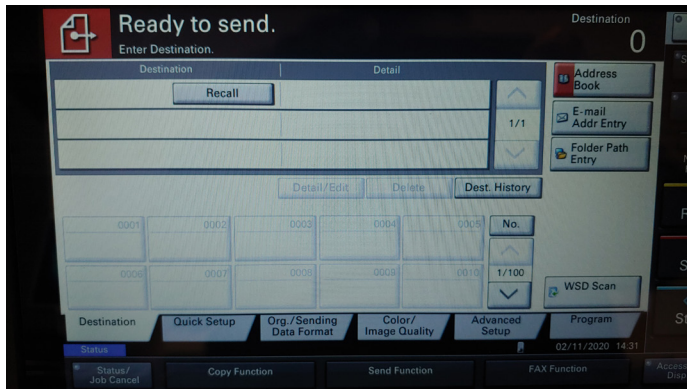 Ready to send.
Destination
Enter Destination.
0
Destination
Detail
Address
Book
Recall
E-mail
Addr Entry
1/1
Folder Path
Entry
Detail/Edit
Delete
Dest. History
0001
0002
0003
0004
0005
No.
0006
0007
0008
0009
0010
1/100
WSD Scan
Destination
Quick Setup
Org./Sending
Data Format
Color/
Image Quality
Advanced
Setup
Program
Status
02/11/2020 14:31
Status/
Job Cancel
Copy Function
Send Function
FAX Function